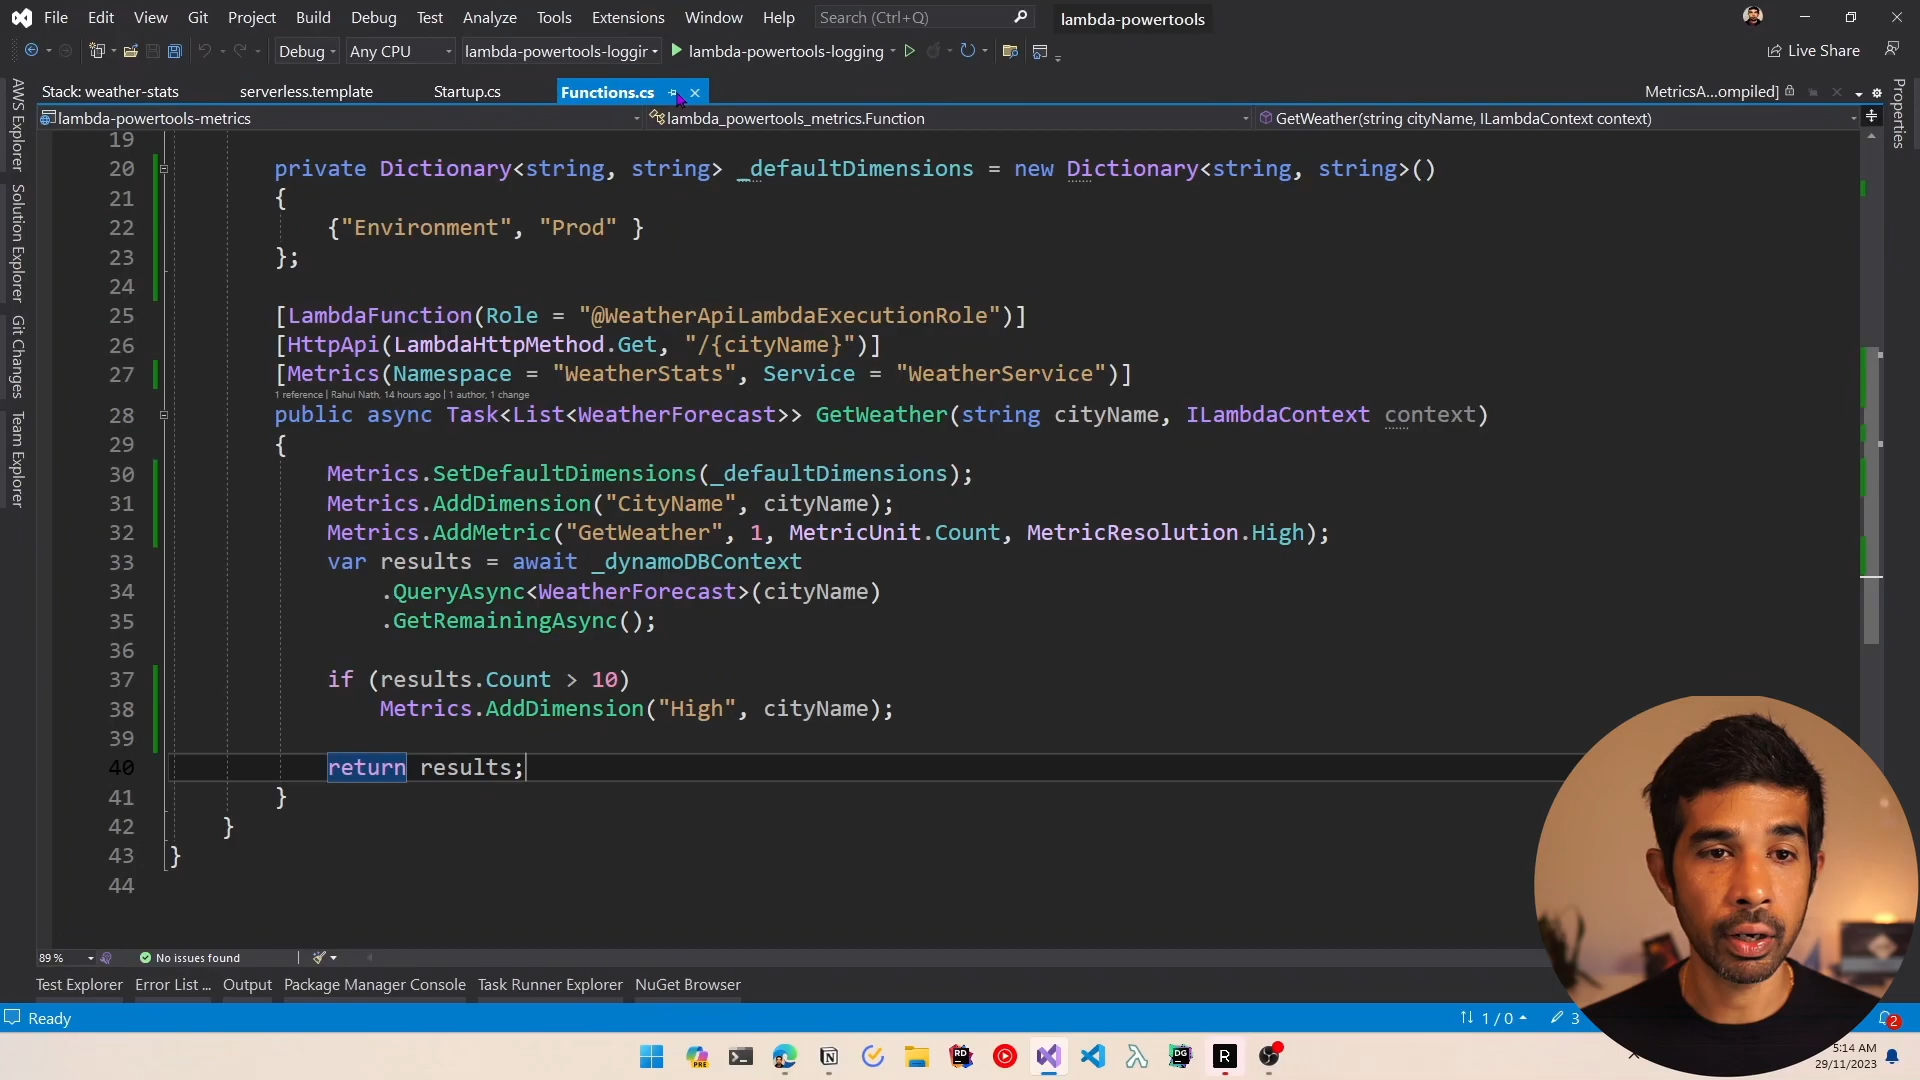 File Edit View Git Project Build Debug Test Analyze Tools Extensions Window Help Search (Ctrl+Q) lambda-powertools
Debug Any CPU lambda-powertools-loggir lambda-powertools-logging Live Share
Stack: weather-stats serverless.template Startup.cs Functions.cs MetricsA...ompiled]
lambda-powertools-metrics lambda_powertools_metrics.Function GetWeather(string cityName, ILambdaContext context)
AWS Explorer
Solution Explorer
Git Changes
Team Explorer
Properties
19
20 private Dictionary<string, string> _defaultDimensions = new Dictionary<string, string>()
21 {
22 {"Environment", "Prod" }
23 };
24
25 [LambdaFunction(Role = "@WeatherApiLambdaExecutionRole")]
26 [HttpApi(LambdaHttpMethod.Get, "/{cityName}")]
27 [Metrics(Namespace = "WeatherStats", Service = "WeatherService")]
1 reference | Rahul Nath, 14 hours ago | 1 author, 1 change
28 public async Task<List<WeatherForecast>> GetWeather(string cityName, ILambdaContext context)
29 {
30 Metrics.SetDefaultDimensions(_defaultDimensions);
31 Metrics.AddDimension("CityName", cityName);
32 Metrics.AddMetric("GetWeather", 1, MetricUnit.Count, MetricResolution.High);
33 var results = await _dynamoDBContext
34 .QueryAsync<WeatherForecast>(cityName)
35 .GetRemainingAsync();
36
37 if (results.Count > 10)
38 Metrics.AddDimension("High", cityName);
39
40 return results;
41 }
42 }
43 }
44
89 % No issues found
Test Explorer Error List ... Output Package Manager Console Task Runner Explorer NuGet Browser
Ready 1 / 0 3 2
PRE RD DG R
5:14 AM
29/11/2023